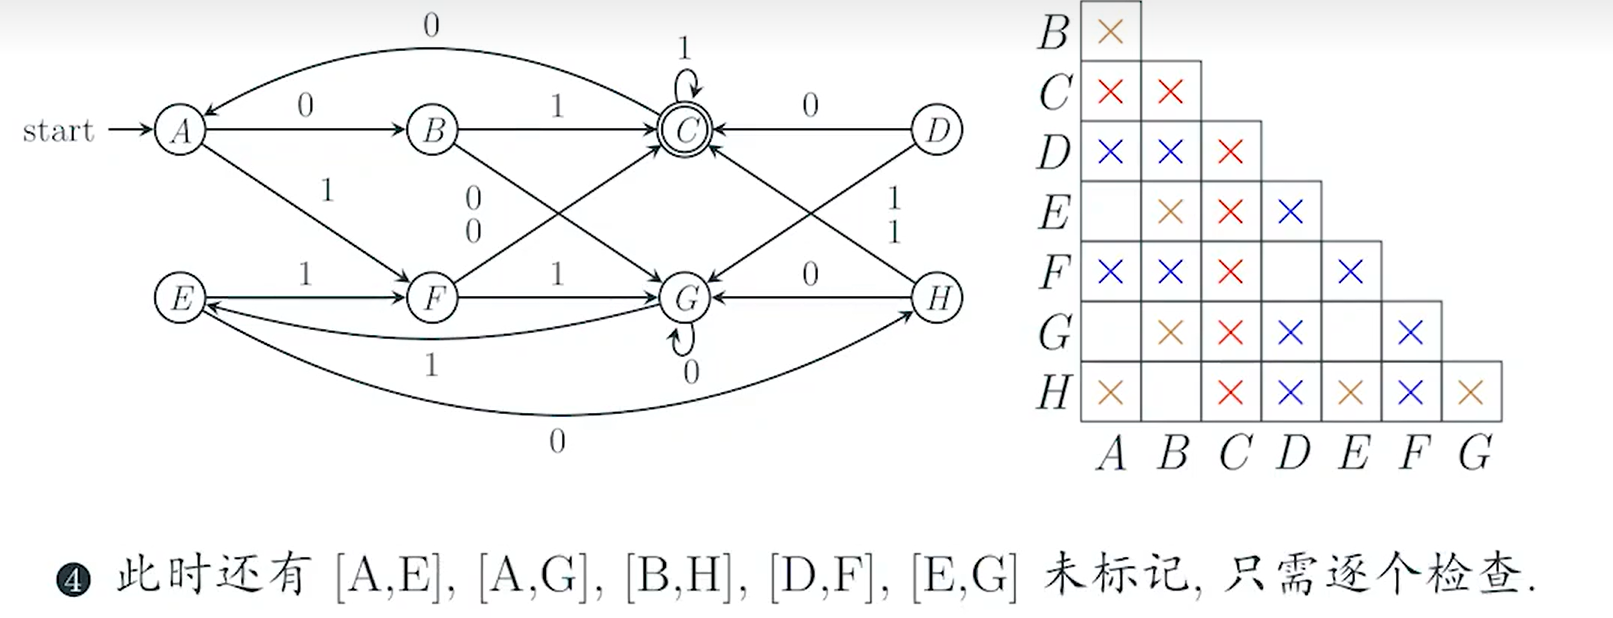 0
1
start
A
0
B
1
C
0
D
1
0
0
1
1
E
1
F
1
G
0
H
1
0
0
B ×
C × ×
D × × ×
E × × ×
F × × × ×
G × × × ×
H × × × × × ×
A B C D E F G
❹ 此时还有 [A,E], [A,G], [B,H], [D,F], [E,G] 未标记, 只需逐个检查.